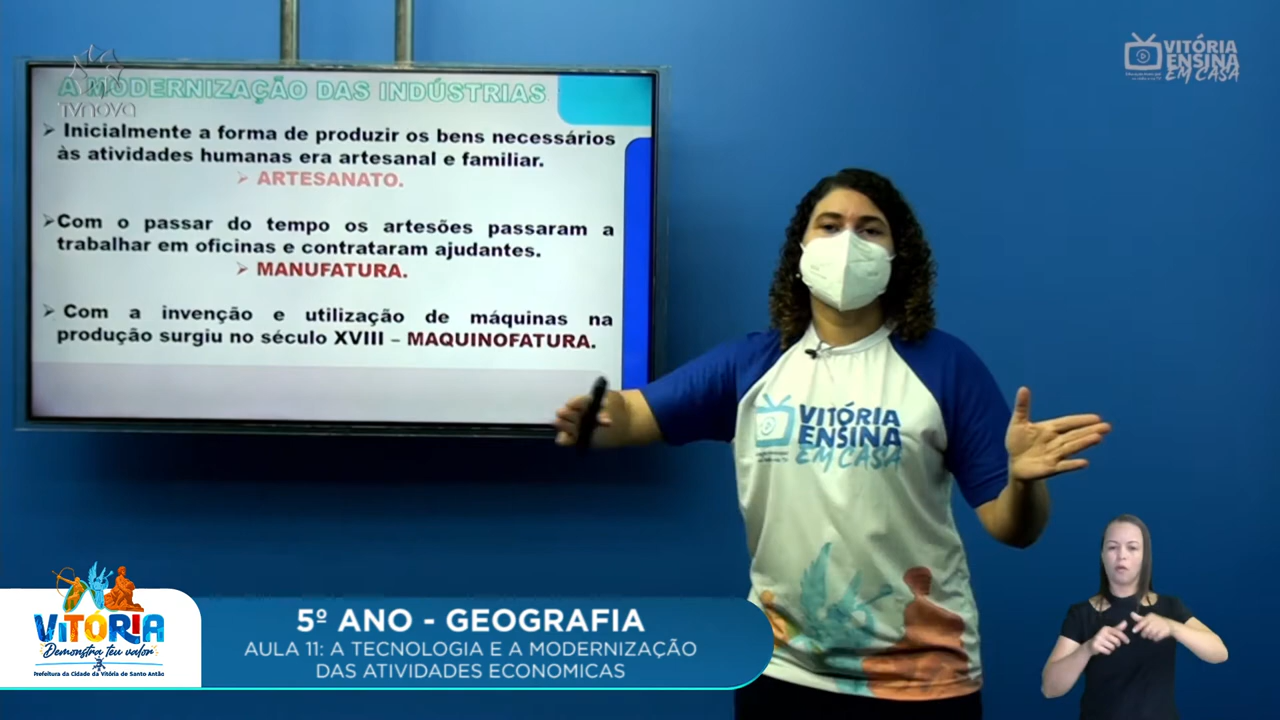 A MODERNIZAÇÃO DAS INDÚSTRIAS
TVNOVA
➢ Inicialmente a forma de produzir os bens necessários
às atividades humanas era artesanal e familiar.
➢ ARTESANATO.
➢Com o passar do tempo os artesões passaram a
trabalhar em oficinas e contrataram ajudantes.
➢ MANUFATURA.
➢ Com a invenção e utilização de máquinas na
produção surgiu no século XVIII – MAQUINOFATURA.
VITÓRIA
ENSINA
EM CASA
VITÓRIA
ENSINA
EM CASA
VITÓRIA
Demonstra teu valor
Prefeitura da Cidade da Vitória de Santo Antão
5º ANO - GEOGRAFIA
AULA 11: A TECNOLOGIA E A MODERNIZAÇÃO
DAS ATIVIDADES ECONOMICAS